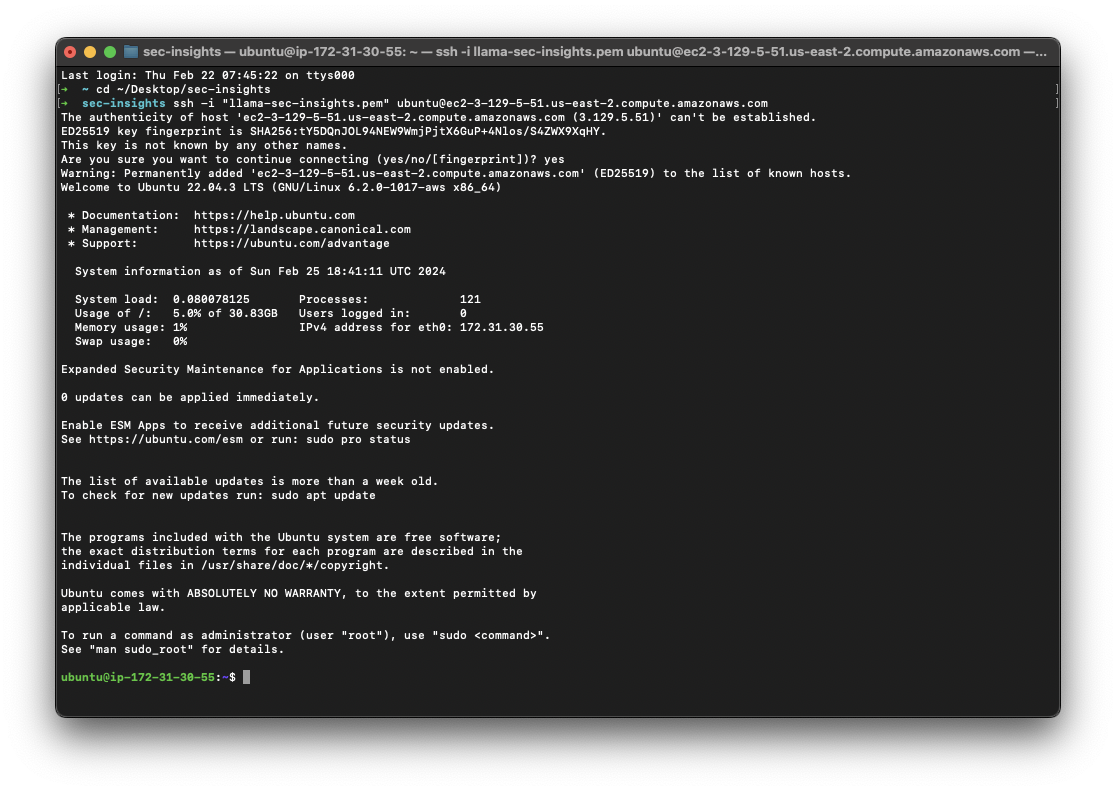 sec-insights — ubuntu@ip-172-31-30-55: ~ — ssh -i llama-sec-insights.pem ubuntu@ec2-3-129-5-51.us-east-2.compute.amazonaws.com —...
Last login: Thu Feb 22 07:45:22 on ttys000
[➜  ~ cd ~/Desktop/sec-insights ]
[➜  sec-insights ssh -i "llama-sec-insights.pem" ubuntu@ec2-3-129-5-51.us-east-2.compute.amazonaws.com ]
The authenticity of host 'ec2-3-129-5-51.us-east-2.compute.amazonaws.com (3.129.5.51)' can't be established.
ED25519 key fingerprint is SHA256:tY5DQnJOL94NEW9WmjPjtX6GuP+4Nlos/S4ZWX9XqHY.
This key is not known by any other names.
Are you sure you want to continue connecting (yes/no/[fingerprint])? yes
Warning: Permanently added 'ec2-3-129-5-51.us-east-2.compute.amazonaws.com' (ED25519) to the list of known hosts.
Welcome to Ubuntu 22.04.3 LTS (GNU/Linux 6.2.0-1017-aws x86_64)
* Documentation:  https://help.ubuntu.com
* Management:     https://landscape.canonical.com
* Support:        https://ubuntu.com/advantage
System information as of Sun Feb 25 18:41:11 UTC 2024
System load:  0.080078125       Processes:             121
Usage of /:   5.0% of 30.83GB   Users logged in:       0
Memory usage: 1%                IPv4 address for eth0: 172.31.30.55
Swap usage:   0%
Expanded Security Maintenance for Applications is not enabled.
0 updates can be applied immediately.
Enable ESM Apps to receive additional future security updates.
See https://ubuntu.com/esm or run: sudo pro status
The list of available updates is more than a week old.
To check for new updates run: sudo apt update
The programs included with the Ubuntu system are free software;
the exact distribution terms for each program are described in the
individual files in /usr/share/doc/*/copyright.
Ubuntu comes with ABSOLUTELY NO WARRANTY, to the extent permitted by
applicable law.
To run a command as administrator (user "root"), use "sudo <command>".
See "man sudo_root" for details.
ubuntu@ip-172-31-30-55:~$